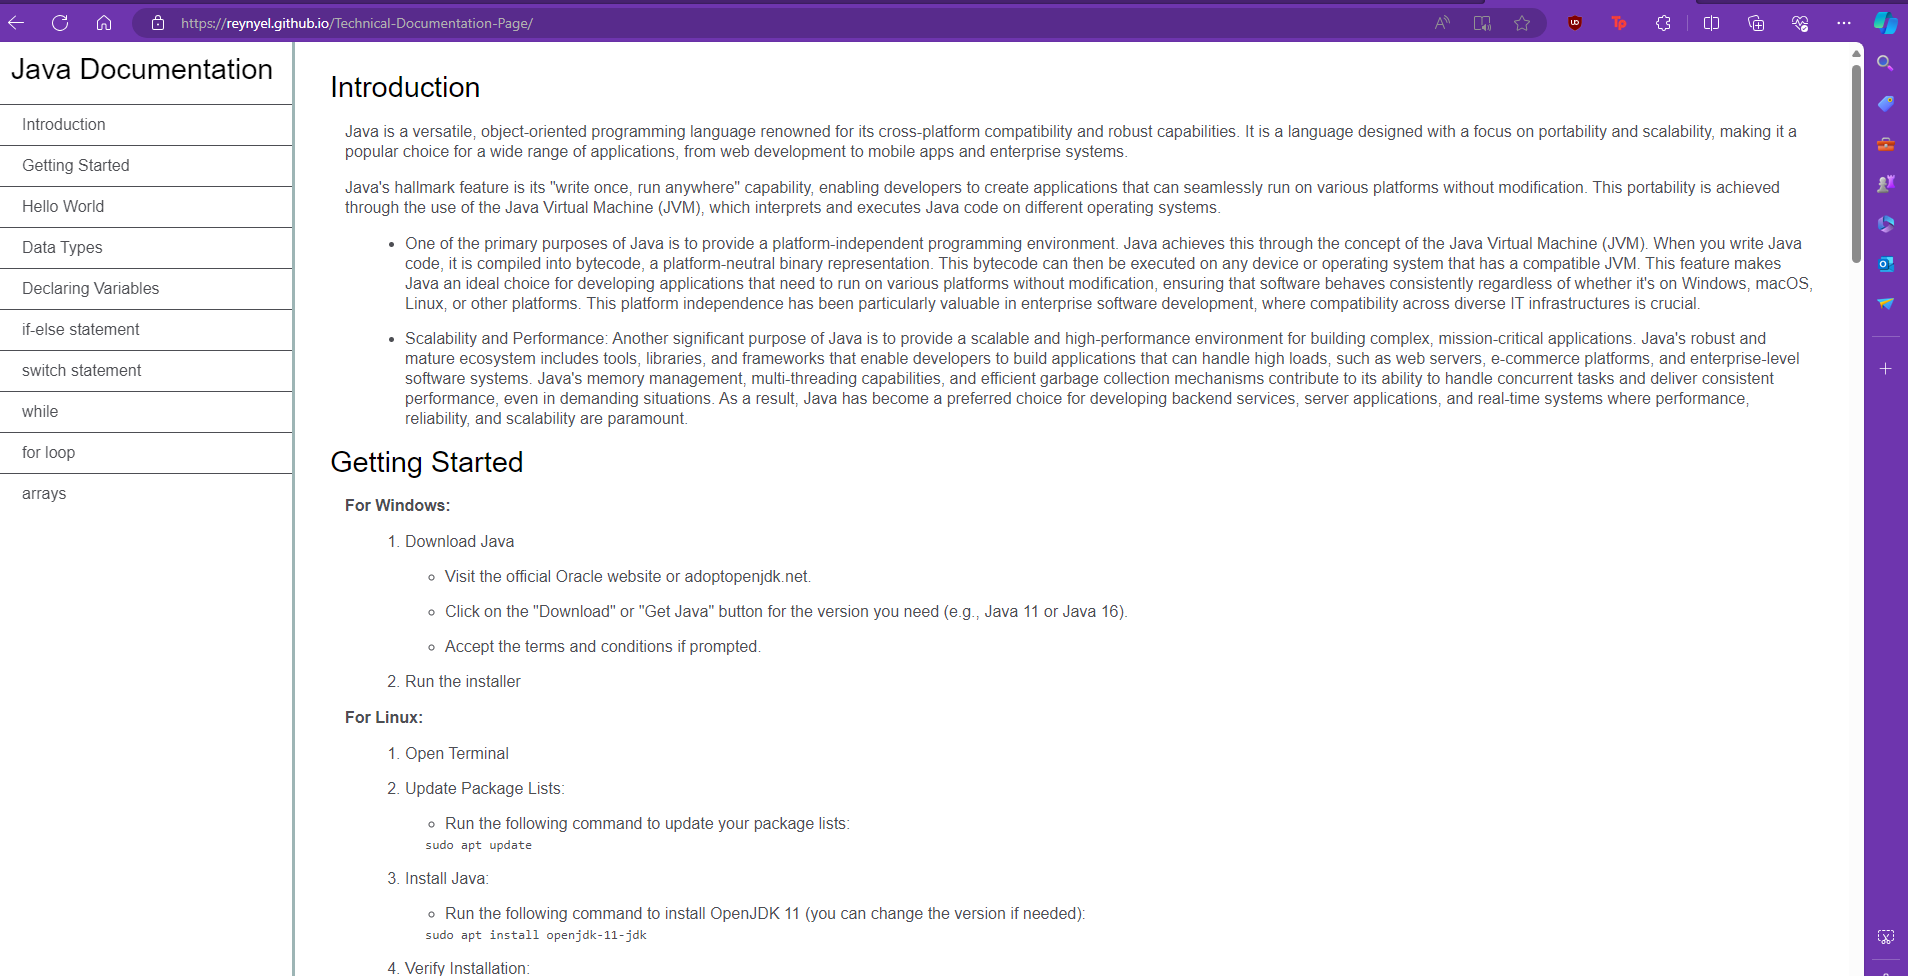 https://reynyel.github.io/Technical-Documentation-Page/
Java Documentation
Introduction
Getting Started
Hello World
Data Types
Declaring Variables
if-else statement
switch statement
while
for loop
arrays
Introduction
Java is a versatile, object-oriented programming language renowned for its cross-platform compatibility and robust capabilities. It is a language designed with a focus on portability and scalability, making it a
popular choice for a wide range of applications, from web development to mobile apps and enterprise systems.
Java's hallmark feature is its "write once, run anywhere" capability, enabling developers to create applications that can seamlessly run on various platforms without modification. This portability is achieved
through the use of the Java Virtual Machine (JVM), which interprets and executes Java code on different operating systems.
• One of the primary purposes of Java is to provide a platform-independent programming environment. Java achieves this through the concept of the Java Virtual Machine (JVM). When you write Java
code, it is compiled into bytecode, a platform-neutral binary representation. This bytecode can then be executed on any device or operating system that has a compatible JVM. This feature makes
Java an ideal choice for developing applications that need to run on various platforms without modification, ensuring that software behaves consistently regardless of whether it's on Windows, macOS,
Linux, or other platforms. This platform independence has been particularly valuable in enterprise software development, where compatibility across diverse IT infrastructures is crucial.
• Scalability and Performance: Another significant purpose of Java is to provide a scalable and high-performance environment for building complex, mission-critical applications. Java's robust and
mature ecosystem includes tools, libraries, and frameworks that enable developers to build applications that can handle high loads, such as web servers, e-commerce platforms, and enterprise-level
software systems. Java's memory management, multi-threading capabilities, and efficient garbage collection mechanisms contribute to its ability to handle concurrent tasks and deliver consistent
performance, even in demanding situations. As a result, Java has become a preferred choice for developing backend services, server applications, and real-time systems where performance,
reliability, and scalability are paramount.
Getting Started
For Windows:
1. Download Java
◦ Visit the official Oracle website or adoptopenjdk.net.
◦ Click on the "Download" or "Get Java" button for the version you need (e.g., Java 11 or Java 16).
◦ Accept the terms and conditions if prompted.
2. Run the installer
For Linux:
1. Open Terminal
2. Update Package Lists:
◦ Run the following command to update your package lists:
sudo apt update
3. Install Java:
◦ Run the following command to install OpenJDK 11 (you can change the version if needed):
sudo apt install openjdk-11-jdk
4. Verify Installation: